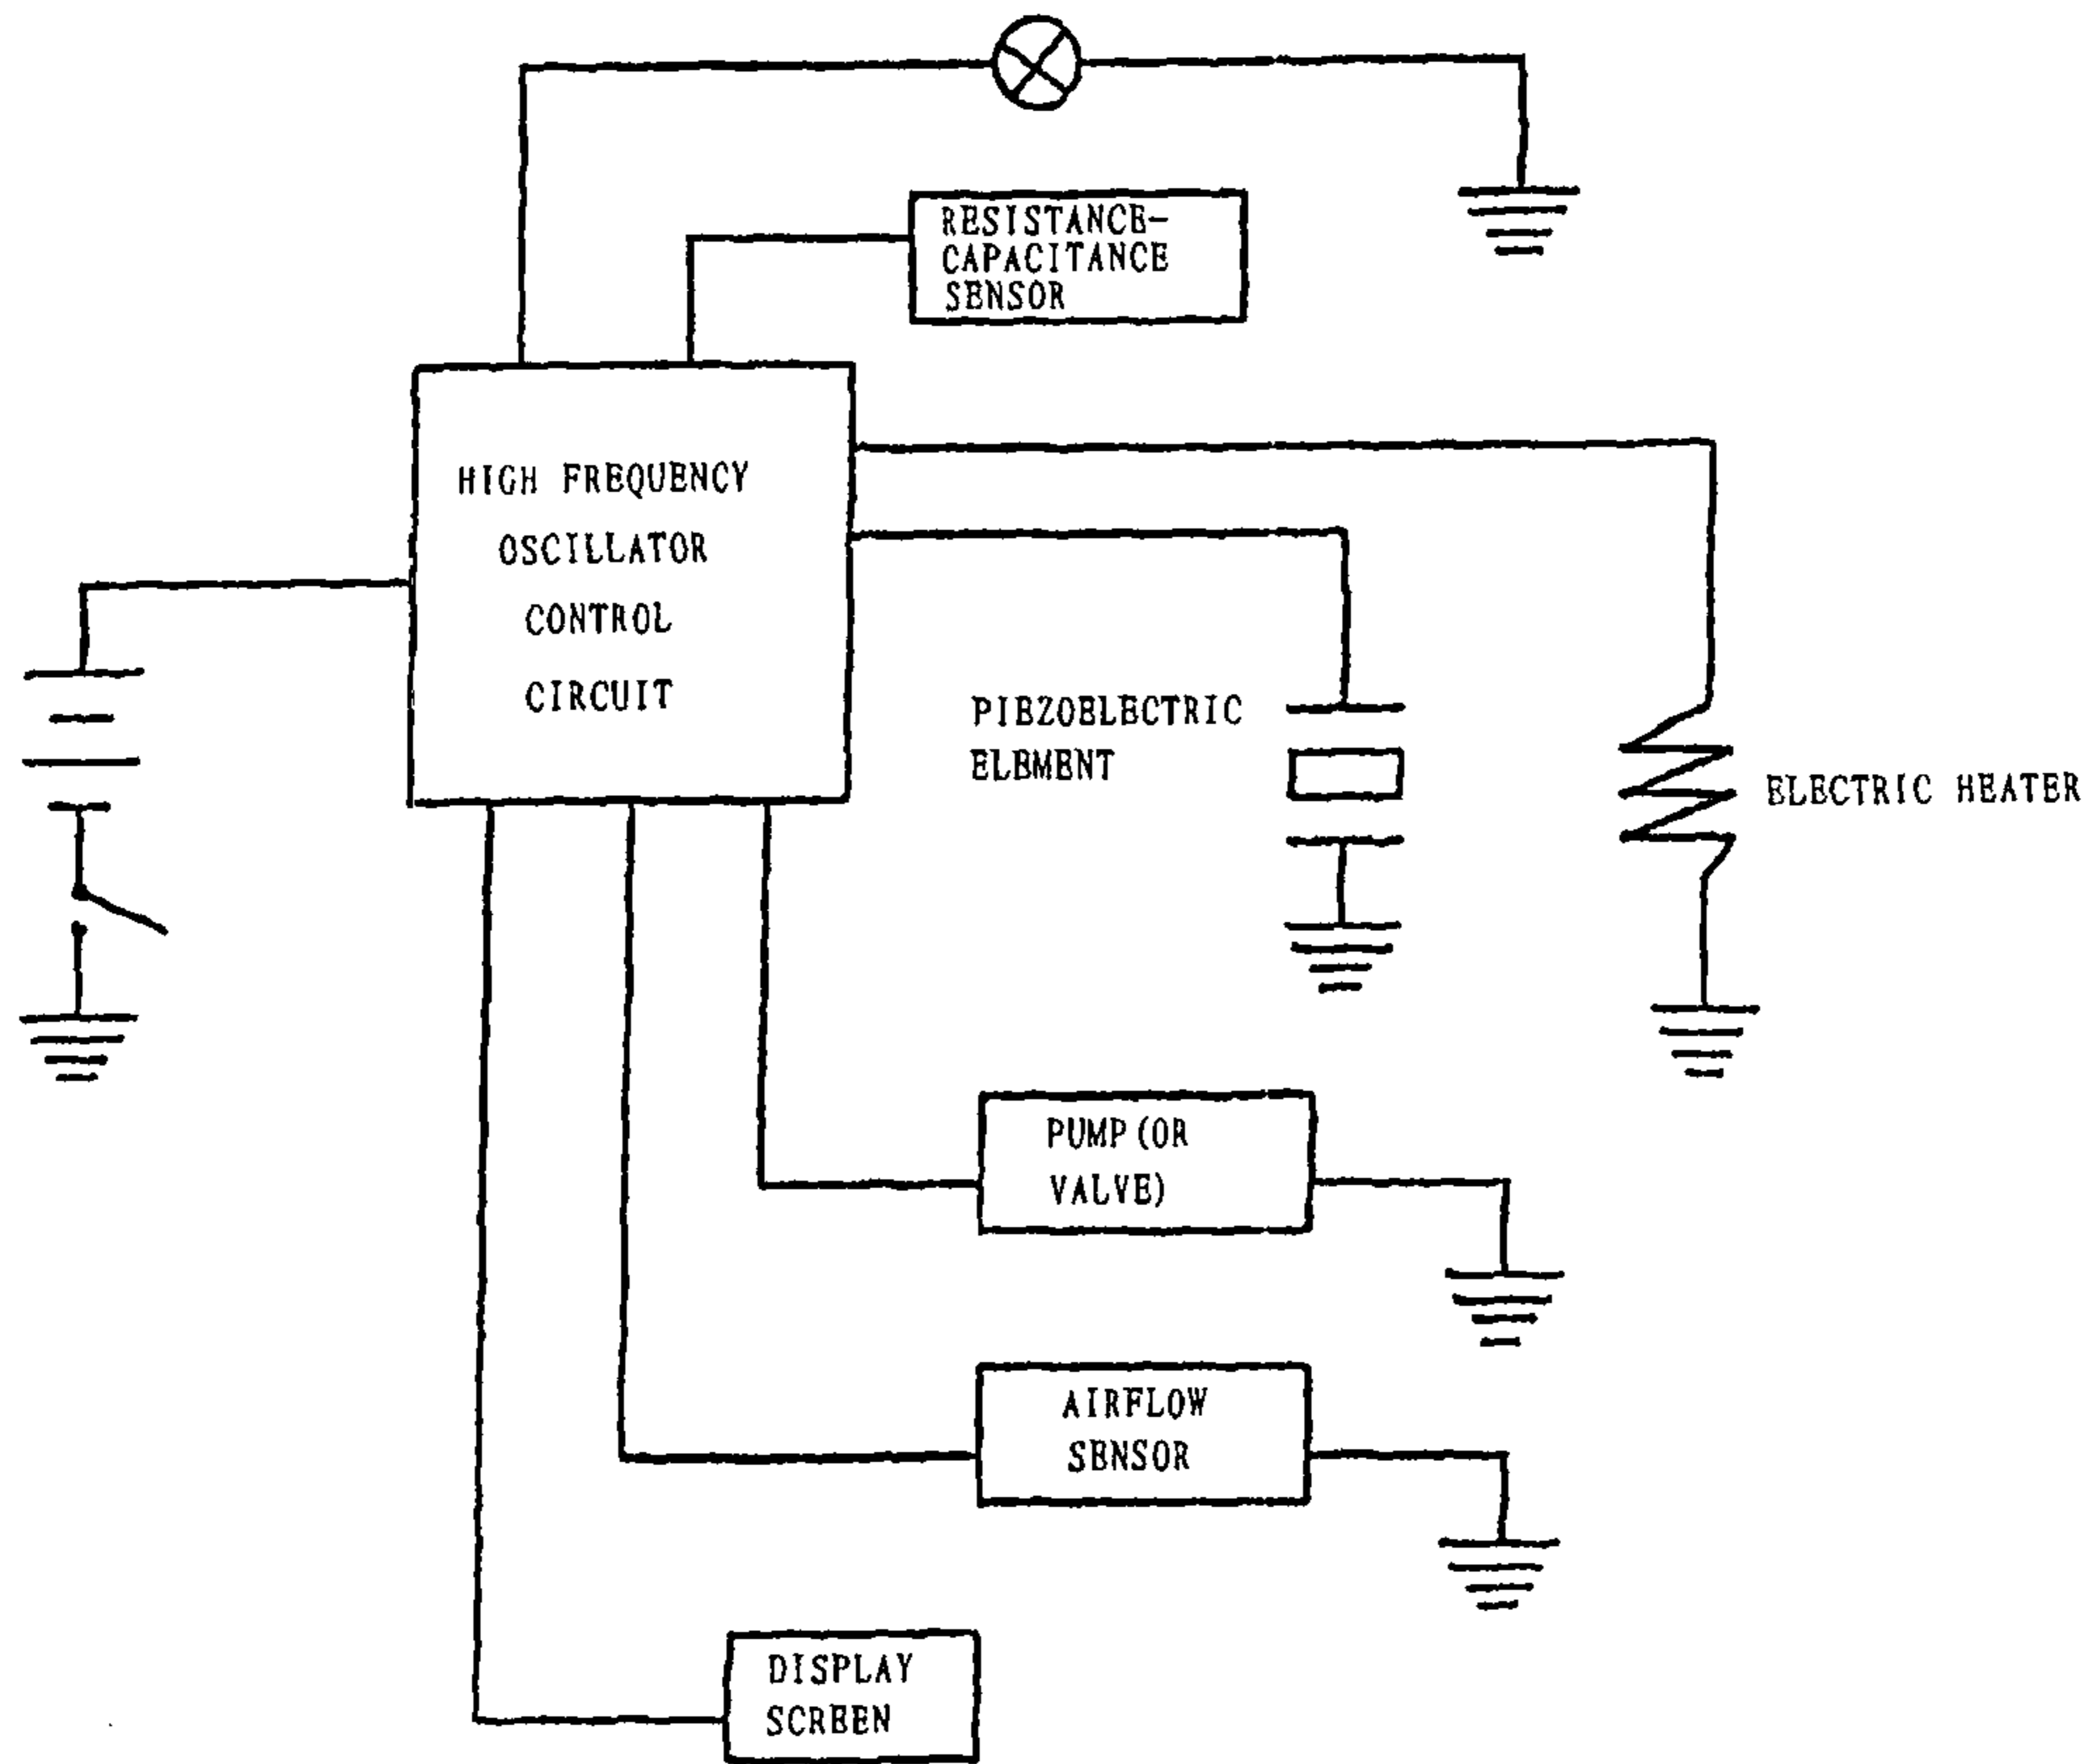 RESISTANCE-
CAPACITANCE
SENSOR
HIGH FREQUENCY
OSCILLATOR
CONTROL
CIRCUIT
PIEZOELECTRIC
ELEMENT
ELECTRIC HEATER
PUMP (OR
VALVE)
AIRFLOW
SENSOR
DISPLAY
SCREEN